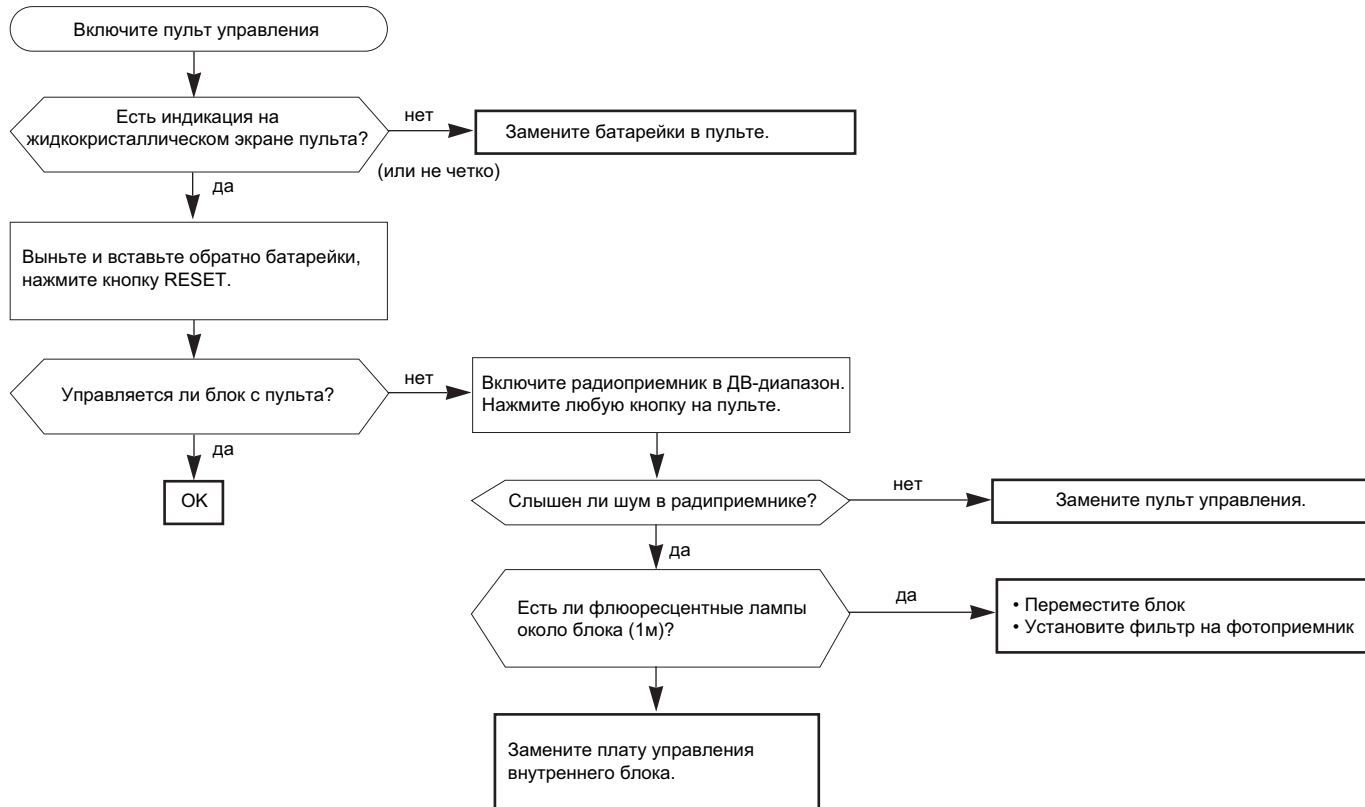 Включите пульт управления
Есть индикация на
жидкокристаллическом экране пульта?
нет
(или не четко)
Замените батарейки в пульте.
да
Выньте и вставьте обратно батарейки,
нажмите кнопку RESET.
Управляется ли блок с пульта?
нет
Включите радиоприемник в ДВ-диапазон.
Нажмите любую кнопку на пульте.
да
OK
Слышен ли шум в радиприемнике?
нет
Замените пульт управления.
да
Есть ли флюоресцентные лампы
около блока (1м)?
да
• Переместите блок
• Установите фильтр на фотоприемник
Замените плату управления
внутреннего блока.